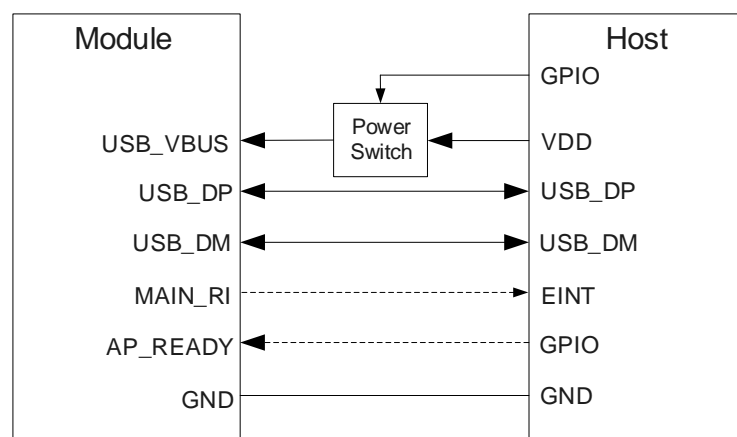 Module
Host
GPIO
Power
Switch
USB_VBUS
VDD
USB_DP
USB_DP
USB_DM
USB_DM
MAIN_RI
EINT
AP_READY
GPIO
GND
GND